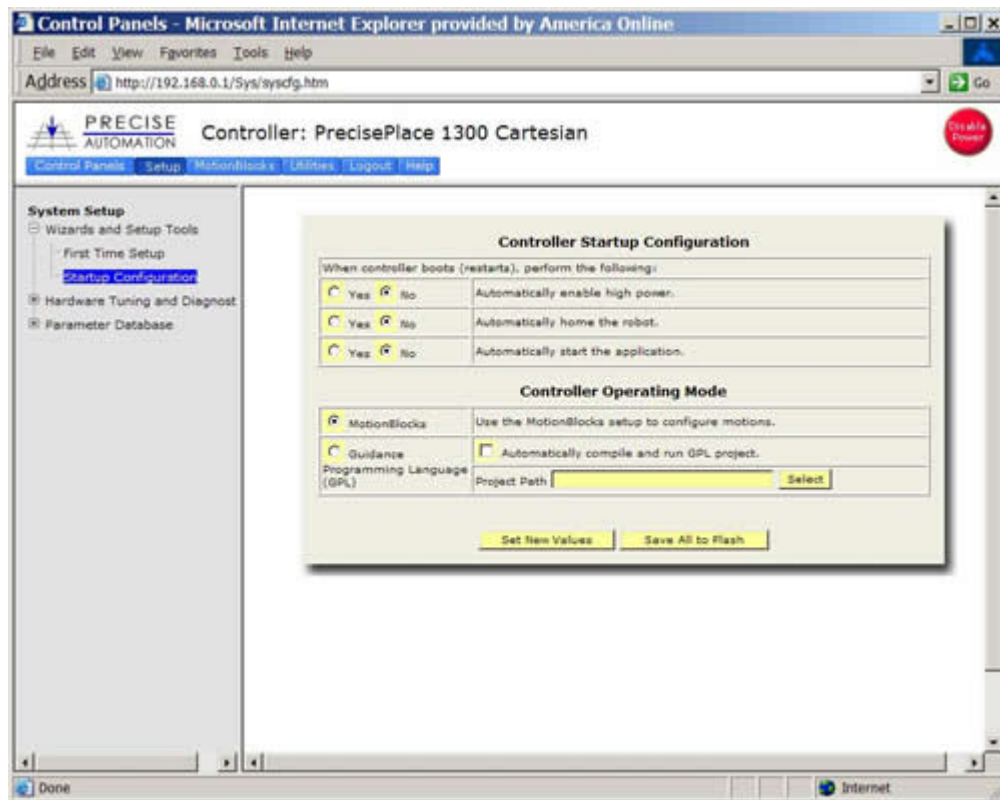 Control Panels - Microsoft Internet Explorer provided by America Online
File Edit View Favorites Tools Help
Address http://192.168.0.1/Sys/syscfg.htm Go
PRECISE
AUTOMATION
Controller: PrecisePlace 1300 Cartesian
Disable
Power
Control Panels Setup MotionBlocks Utilities Logout Help
System Setup
Wizards and Setup Tools
First Time Setup
Startup Configuration
Hardware Tuning and Diagnost
Parameter Database
Controller Startup Configuration
When controller boots (restarts), perform the following:
Yes No Automatically enable high power.
Yes No Automatically home the robot.
Yes No Automatically start the application.
Controller Operating Mode
MotionBlocks Use the MotionBlocks setup to configure motions.
Guidance
Programming Language
(GPL)
Automatically compile and run GPL project.
Project Path Select
Set New Values Save All to Flash
Done Internet